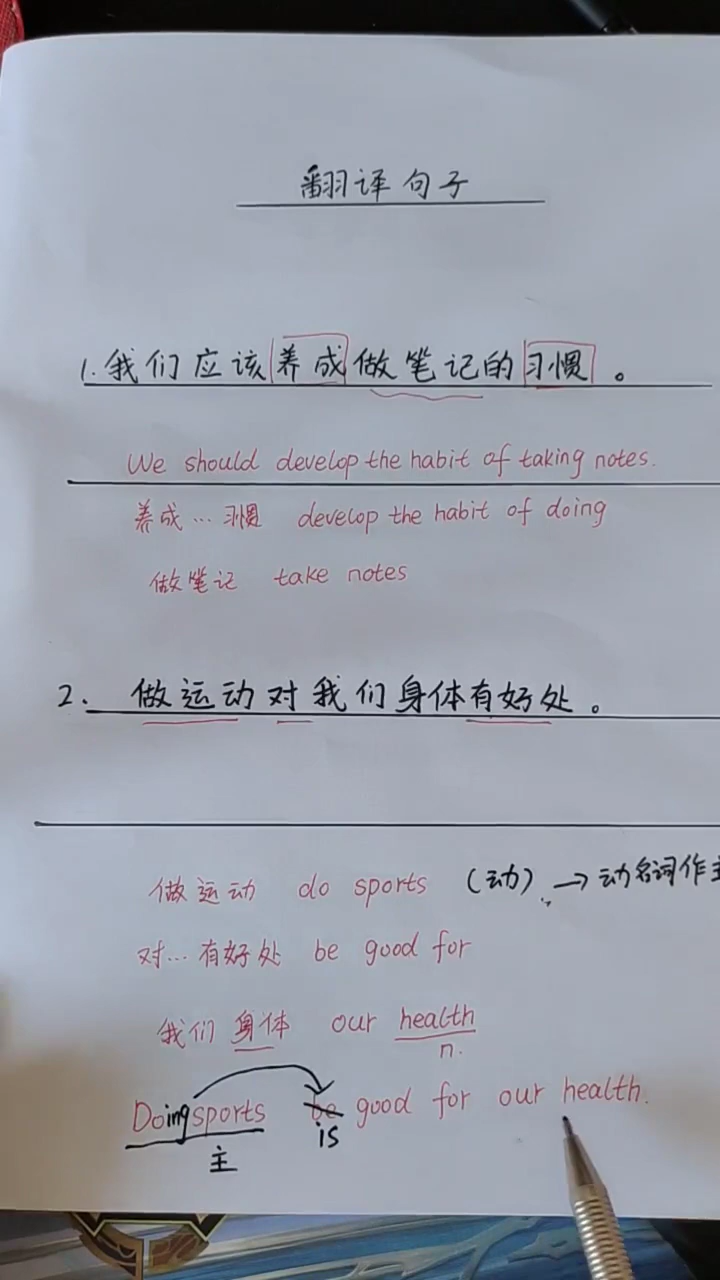 翻译句子
1. 我们应该养成做笔记的习惯。
We should develop the habit of taking notes.
养成…习惯 develop the habit of doing
做笔记 take notes
2. 做运动对我们身体有好处。
做运动 do sports (动) → 动名词作主
对…有好处 be good for
我们身体 our health
n.
Doing sports be good for our health.
主 is